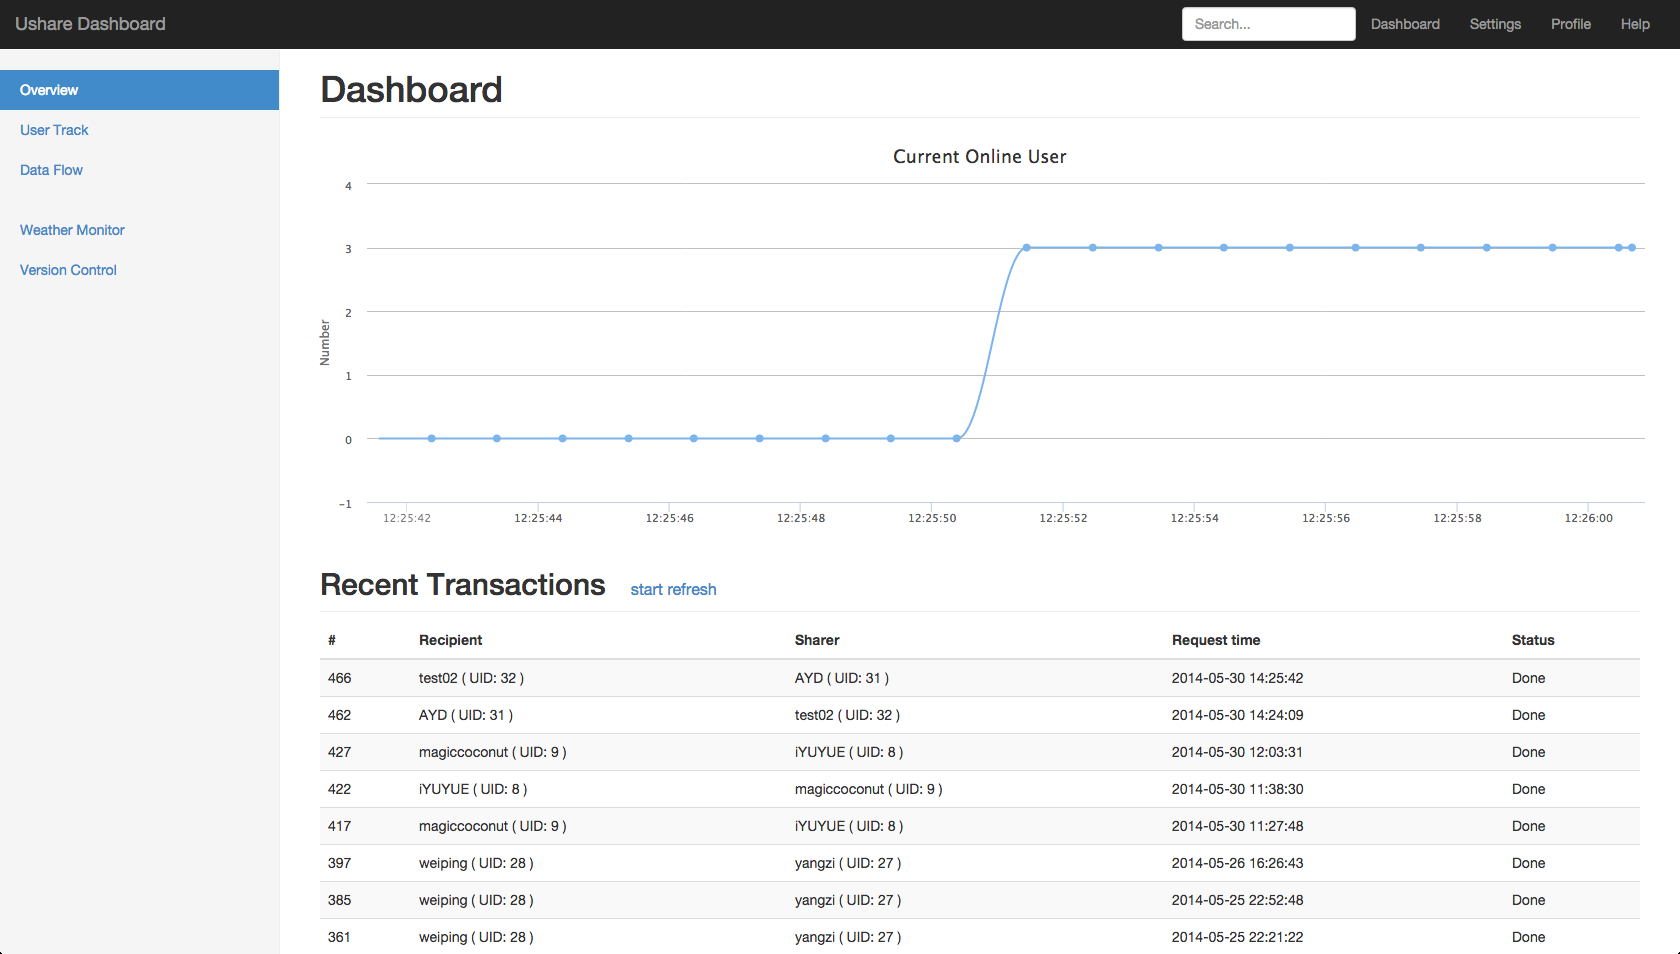 Ushare Dashboard
Search... Dashboard Settings Profile Help
Overview
User Track
Data Flow
Weather Monitor
Version Control
Dashboard
Current Online User
Number
4
3
2
1
0
-1
12:25:42 12:25:44 12:25:46 12:25:48 12:25:50 12:25:52 12:25:54 12:25:56 12:25:58 12:26:00
Recent Transactions start refresh
# Recipient Sharer Request time Status
466 test02 ( UID: 32 ) AYD ( UID: 31 ) 2014-05-30 14:25:42 Done
462 AYD ( UID: 31 ) test02 ( UID: 32 ) 2014-05-30 14:24:09 Done
427 magiccoconut ( UID: 9 ) iYUYUE ( UID: 8 ) 2014-05-30 12:03:31 Done
422 iYUYUE ( UID: 8 ) magiccoconut ( UID: 9 ) 2014-05-30 11:38:30 Done
417 magiccoconut ( UID: 9 ) iYUYUE ( UID: 8 ) 2014-05-30 11:27:48 Done
397 weiping ( UID: 28 ) yangzi ( UID: 27 ) 2014-05-26 16:26:43 Done
385 weiping ( UID: 28 ) yangzi ( UID: 27 ) 2014-05-25 22:52:48 Done
361 weiping ( UID: 28 ) yangzi ( UID: 27 ) 2014-05-25 22:21:22 Done